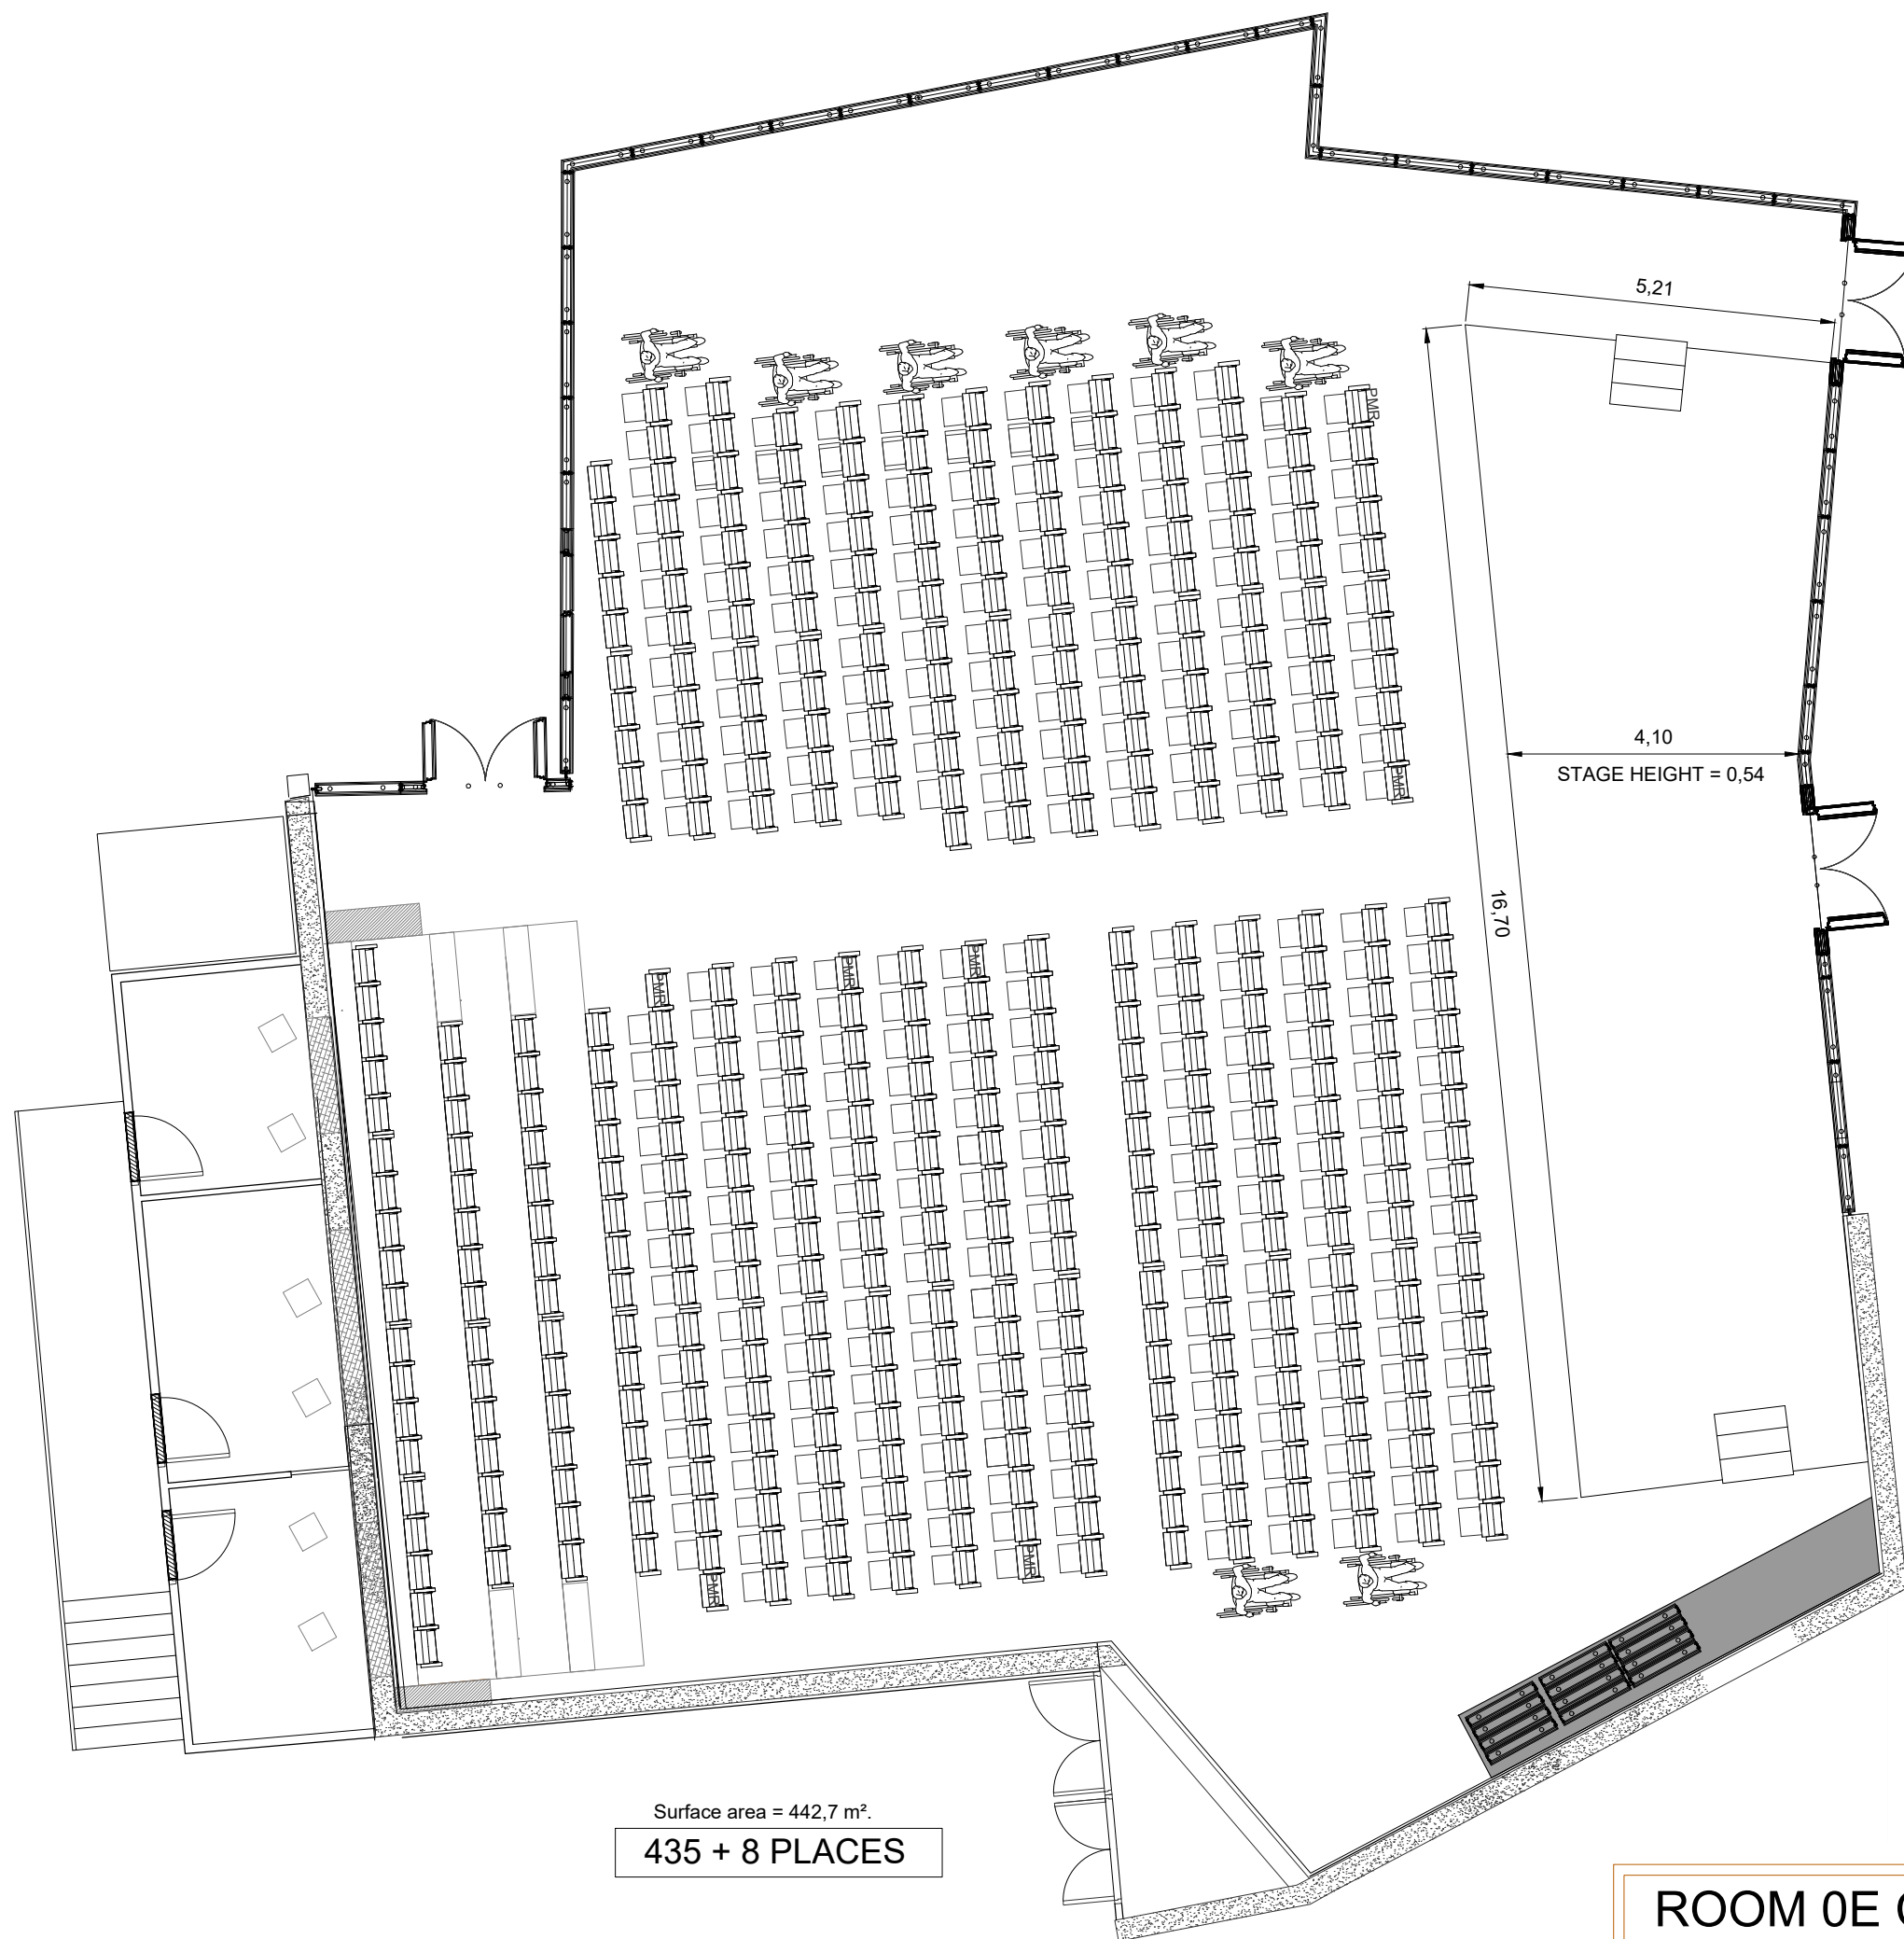 5,21
PMR
4,10
STAGE HEIGHT = 0,54
PMR
16,70
PMR
PMR
PMR
PMR
PMR
Surface area = 442,7 m².
435 + 8 PLACES
ROOM 0E